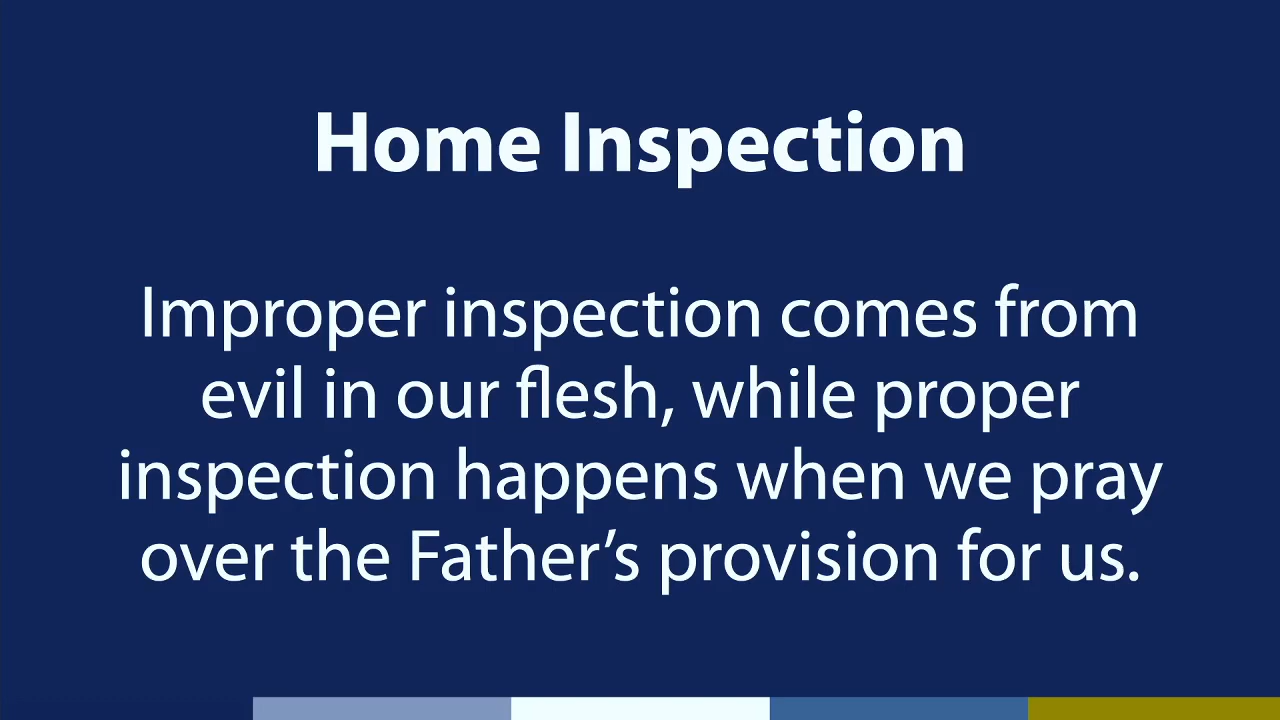 Home Inspection
Improper inspection comes from
evil in our flesh, while proper
inspection happens when we pray
over the Father’s provision for us.